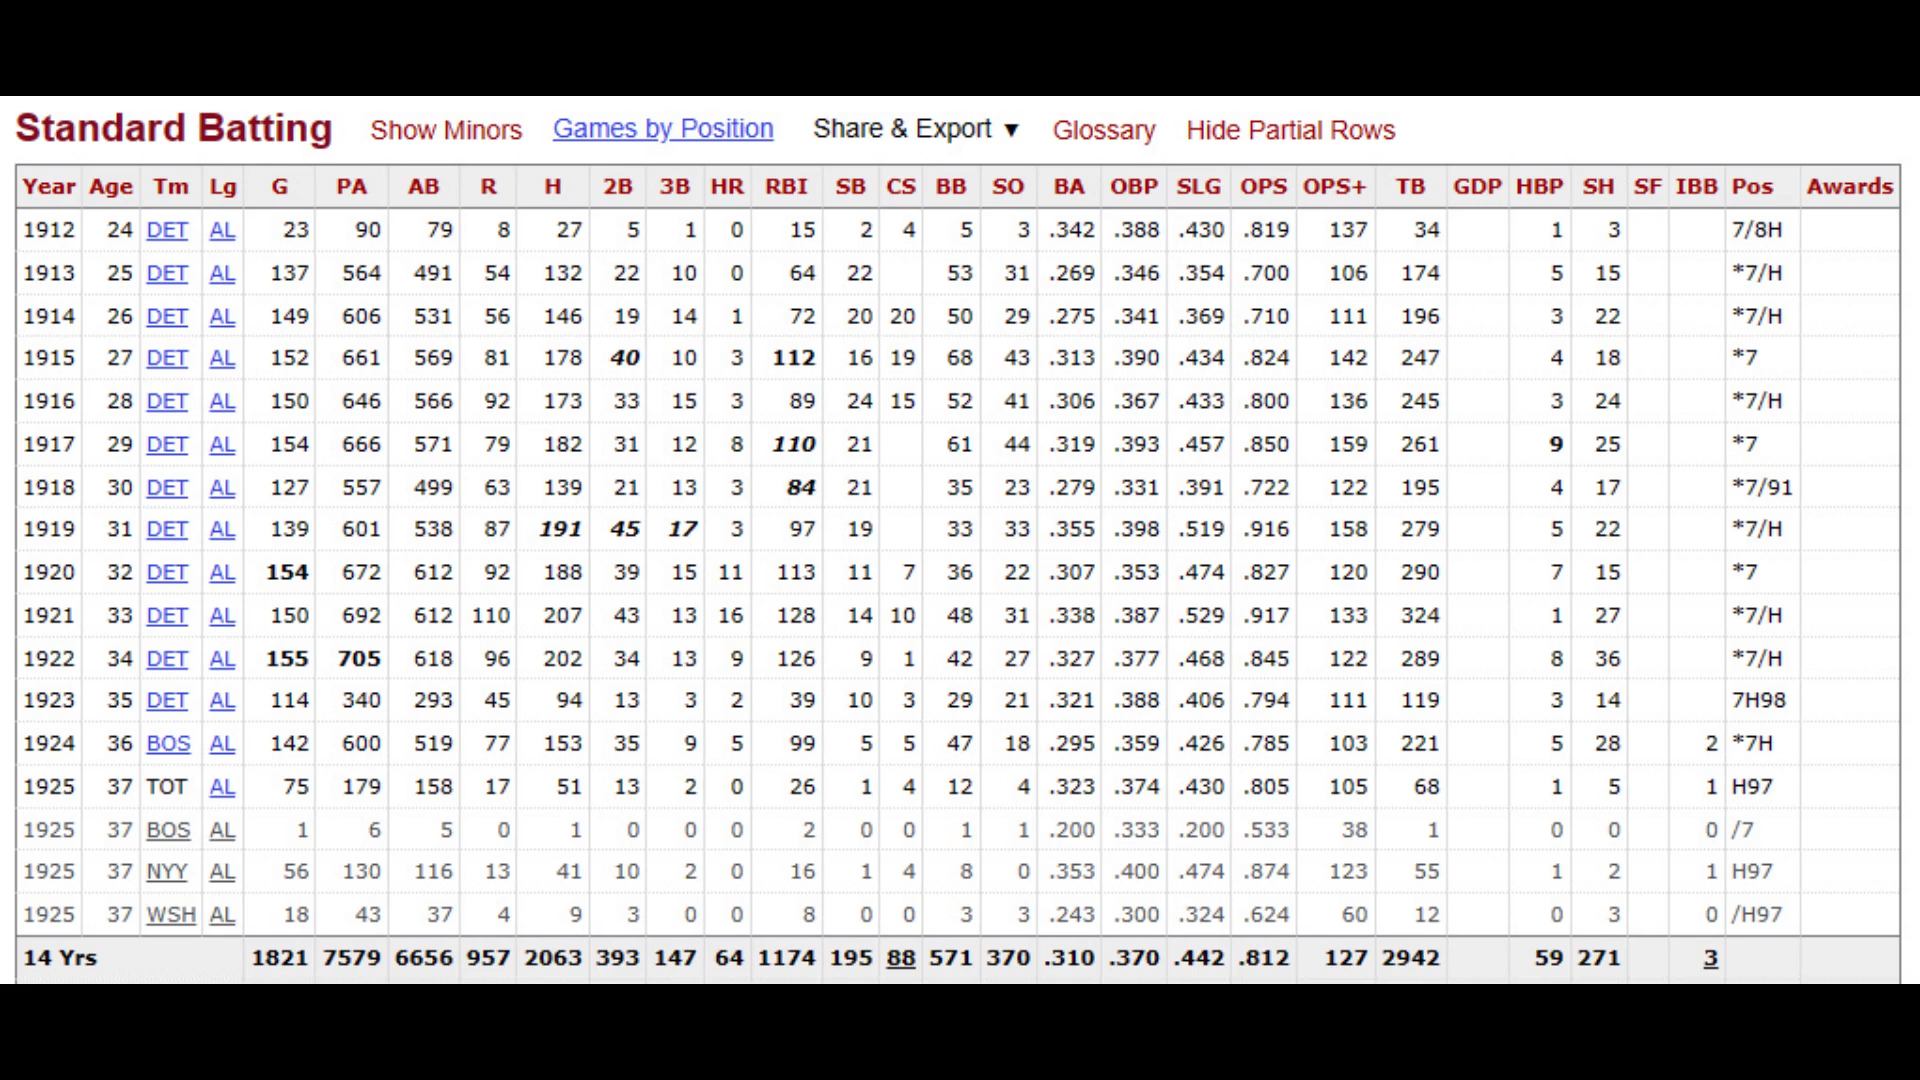 Standard Batting Show Minors Games by Position Share & Export ▼ Glossary Hide Partial Rows
Year Age Tm Lg G PA AB R H 2B 3B HR RBI SB CS BB SO BA OBP SLG OPS OPS+ TB GDP HBP SH SF IBB Pos Awards
1912 24 DET AL 23 90 79 8 27 5 1 0 15 2 4 5 3 .342 .388 .430 .819 137 34 1 3 7/8H
1913 25 DET AL 137 564 491 54 132 22 10 0 64 22 53 31 .269 .346 .354 .700 106 174 5 15 *7/H
1914 26 DET AL 149 606 531 56 146 19 14 1 72 20 20 50 29 .275 .341 .369 .710 111 196 3 22 *7/H
1915 27 DET AL 152 661 569 81 178 40 10 3 112 16 19 68 43 .313 .390 .434 .824 142 247 4 18 *7
1916 28 DET AL 150 646 566 92 173 33 15 3 89 24 15 52 41 .306 .367 .433 .800 136 245 3 24 *7/H
1917 29 DET AL 154 666 571 79 182 31 12 8 110 21 61 44 .319 .393 .457 .850 159 261 9 25 *7
1918 30 DET AL 127 557 499 63 139 21 13 3 84 21 35 23 .279 .331 .391 .722 122 195 4 17 *7/91
1919 31 DET AL 139 601 538 87 191 45 17 3 97 19 33 33 .355 .398 .519 .916 158 279 5 22 *7/H
1920 32 DET AL 154 672 612 92 188 39 15 11 113 11 7 36 22 .307 .353 .474 .827 120 290 7 15 *7
1921 33 DET AL 150 692 612 110 207 43 13 16 128 14 10 48 31 .338 .387 .529 .917 133 324 1 27 *7/H
1922 34 DET AL 155 705 618 96 202 34 13 9 126 9 1 42 27 .327 .377 .468 .845 122 289 8 36 *7/H
1923 35 DET AL 114 340 293 45 94 13 3 2 39 10 3 29 21 .321 .388 .406 .794 111 119 3 14 7H98
1924 36 BOS AL 142 600 519 77 153 35 9 5 99 5 5 47 18 .295 .359 .426 .785 103 221 5 28 2 *7H
1925 37 TOT AL 75 179 158 17 51 13 2 0 26 1 4 12 4 .323 .374 .430 .805 105 68 1 5 1 H97
1925 37 BOS AL 1 6 5 0 1 0 0 0 2 0 0 1 1 .200 .333 .200 .533 38 1 0 0 0 /7
1925 37 NYY AL 56 130 116 13 41 10 2 0 16 1 4 8 0 .353 .400 .474 .874 123 55 1 2 1 H97
1925 37 WSH AL 18 43 37 4 9 3 0 0 8 0 0 3 3 .243 .300 .324 .624 60 12 0 3 0 /H97
14 Yrs 1821 7579 6656 957 2063 393 147 64 1174 195 88 571 370 .310 .370 .442 .812 127 2942 59 271 3